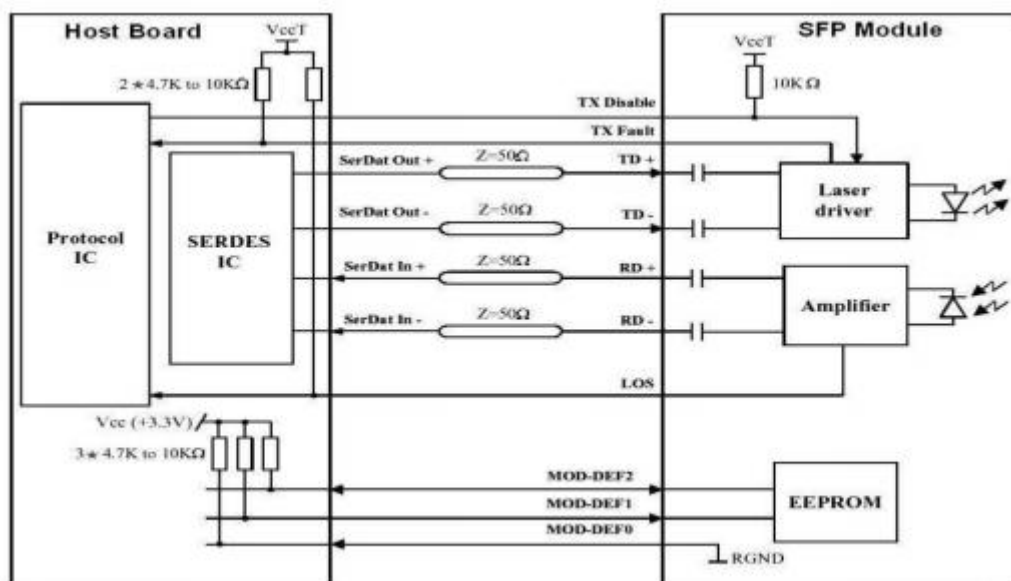 Host Board
SFP Module
VccT
VccT
2★4.7K to 10KΩ
10K Ω
TX Disable
TX Fault
SerDat Out +
Z=50Ω
TD +
SerDat Out -
Z=50Ω
TD -
Laser
driver
Protocol
IC
SERDES
IC
SerDat In +
Z=50Ω
RD +
SerDat In -
Z=50Ω
RD -
Amplifier
LOS
Vcc (+3.3V)
3★4.7K to 10KΩ
MOD-DEF2
MOD-DEF1
MOD-DEF0
EEPROM
RGND